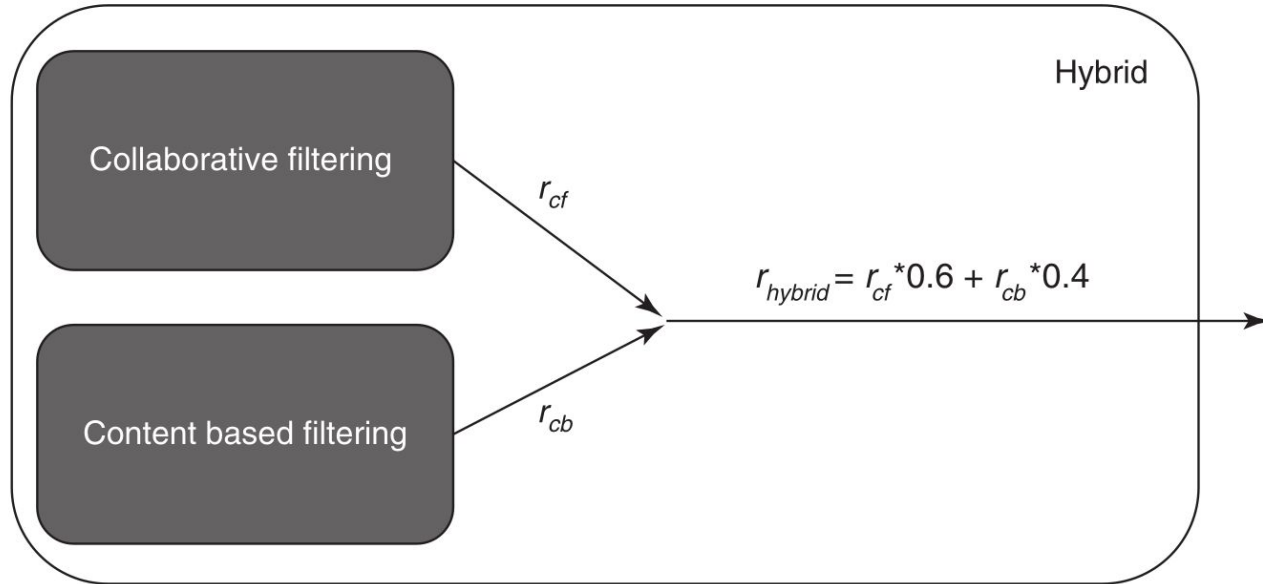 Hybrid
Collaborative filtering
r_cf
r_hybrid = r_cf*0.6 + r_cb*0.4
r_cb
Content based filtering